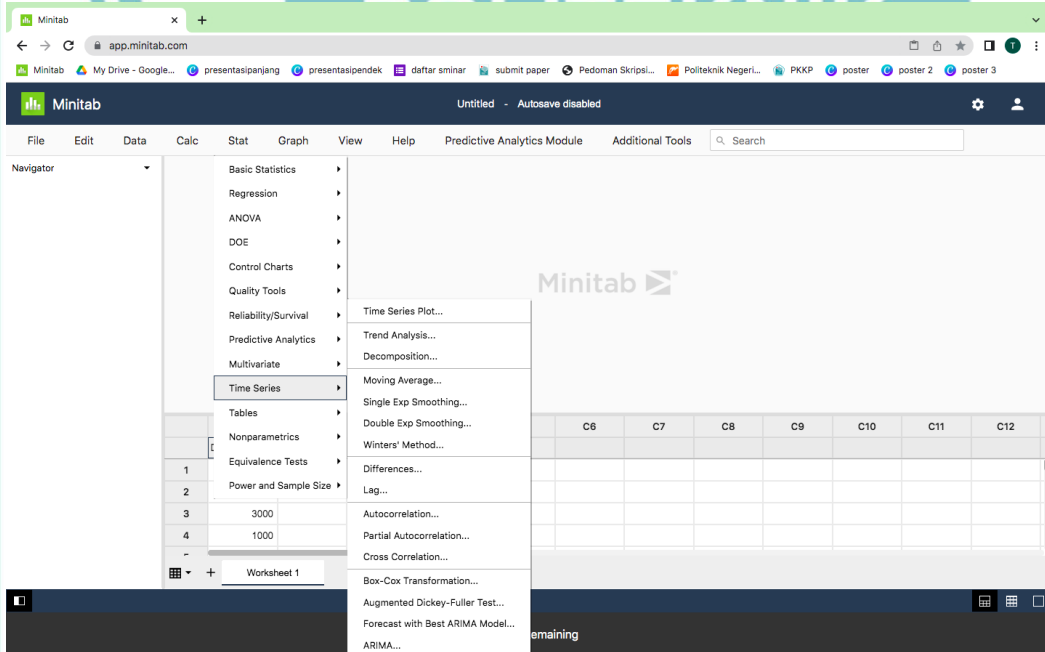 Minitab
app.minitab.com
Minitab
My Drive - Google...
presentasipanjang
presentasipendek
daftar sminar
submit paper
Pedoman Skripsi...
Politeknik Negeri...
PKKP
poster
poster 2
poster 3
T
Minitab
Untitled - Autosave disabled
File Edit Data Calc Stat Graph View Help Predictive Analytics Module Additional Tools Search
Navigator
Basic Statistics
Regression
ANOVA
DOE
Control Charts
Quality Tools
Reliability/Survival
Predictive Analytics
Multivariate
Time Series
Tables
Nonparametrics
Equivalence Tests
Power and Sample Size
Time Series Plot...
Trend Analysis...
Decomposition...
Moving Average...
Single Exp Smoothing...
Double Exp Smoothing...
Winters' Method...
Differences...
Lag...
Autocorrelation...
Partial Autocorrelation...
Cross Correlation...
Box-Cox Transformation...
Augmented Dickey-Fuller Test...
Forecast with Best ARIMA Model...
ARIMA...
Minitab
C6 C7 C8 C9 C10 C11 C12
1
2
3 3000
4 1000
Worksheet 1